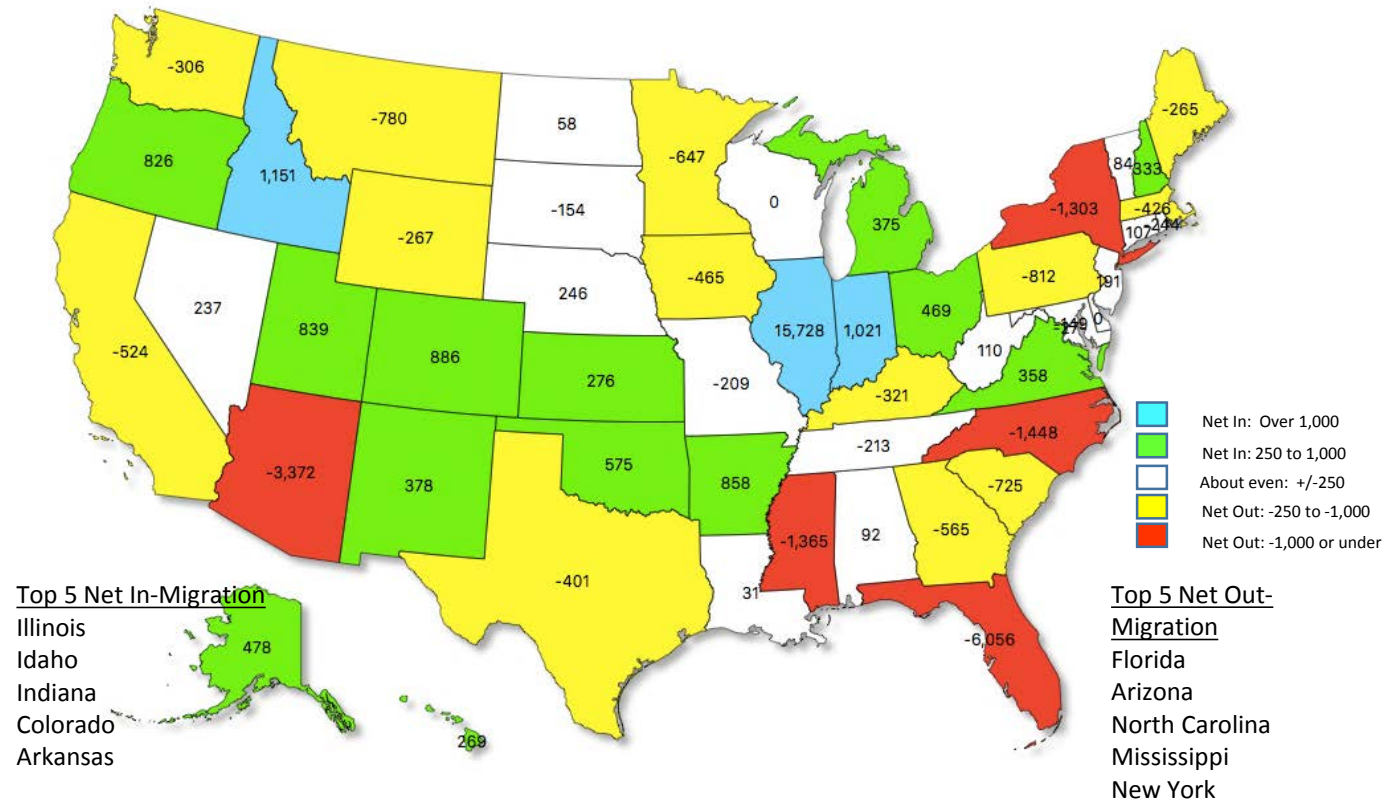 -306
-780
58
-647
-265
826
1,151
-154
0
375
84
333
-1,303
-426
107
-267
-465
-812
191
237
839
886
246
15,728
1,021
469
0
-524
276
-209
-321
110
358
-3,372
378
575
858
-213
-1,448
-725
-401
31
-1,365
92
-565
-6,056
478
269
Net In: Over 1,000
Net In: 250 to 1,000
About even: +/-250
Net Out: -250 to -1,000
Net Out: -1,000 or under
Top 5 Net In-Migration
Illinois
Idaho
Indiana
Colorado
Arkansas
Top 5 Net Out-
Migration
Florida
Arizona
North Carolina
Mississippi
New York